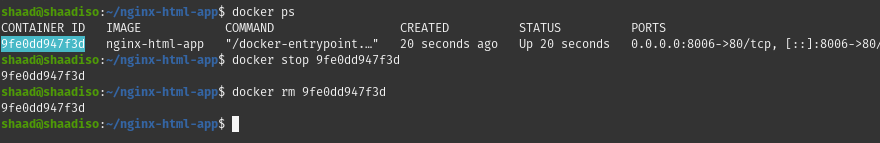 shaad@shaadiso:~/nginx-html-app$ docker ps
CONTAINER ID   IMAGE            COMMAND                  CREATED          STATUS          PORTS
9fe0dd947f3d   nginx-html-app   "/docker-entrypoint.…"   20 seconds ago   Up 20 seconds   0.0.0.0:8006->80/tcp, [::]:8006->80/
shaad@shaadiso:~/nginx-html-app$ docker stop 9fe0dd947f3d
9fe0dd947f3d
shaad@shaadiso:~/nginx-html-app$ docker rm 9fe0dd947f3d
9fe0dd947f3d
shaad@shaadiso:~/nginx-html-app$